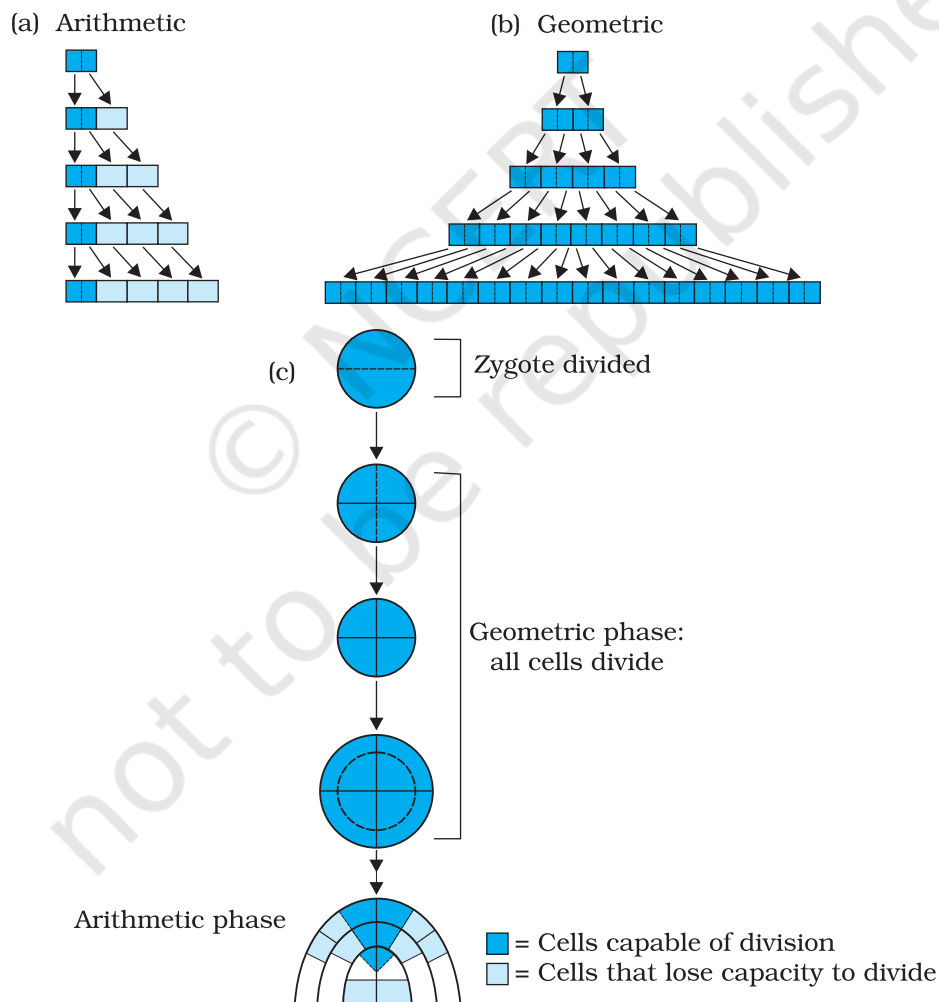 (a) Arithmetic
(b) Geometric
(c)
Zygote divided
Geometric phase:
all cells divide
Arithmetic phase
= Cells capable of division
= Cells that lose capacity to divide
© NCERT
not to be republishe